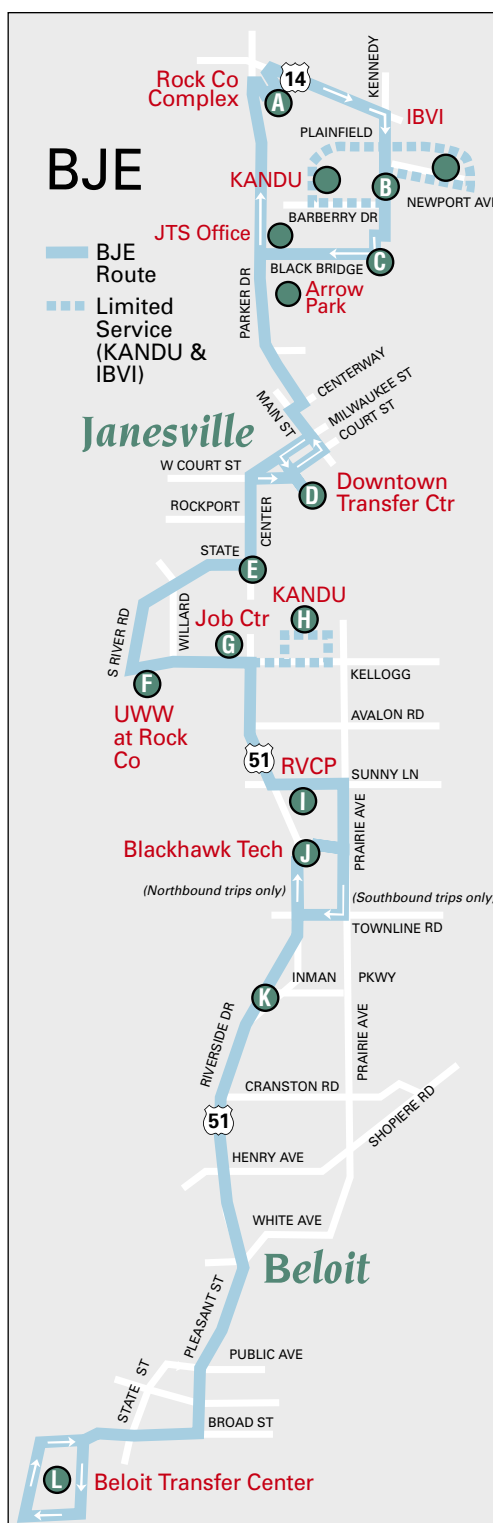 Rock Co
Complex
14
KENNEDY
A
IBVI
PLAINFIELD
BJE
KANDU
B
NEWPORT AVE
BARBERRY DR
JTS Office
C
BLACK BRIDGE
BJE
Route
Arrow
Park
PARKER DR
Limited
Service
(KANDU &
IBVI)
CENTERWAY
MAIN ST
MILWAUKEE ST
COURT ST
Janesville
W COURT ST
Downtown
Transfer Ctr
D
ROCKPORT
CENTER
STATE
E
KANDU
H
WILLARD
Job Ctr
G
S RIVER RD
KELLOGG
F
UWW
at Rock
Co
AVALON RD
51
RVCP
SUNNY LN
I
PRAIRIE AVE
Blackhawk Tech
J
(Northbound trips only)
(Southbound trips only)
TOWNLINE RD
INMAN PKWY
K
RIVERSIDE DR
PRAIRIE AVE
CRANSTON RD
SHOPIERE RD
51
HENRY AVE
WHITE AVE
Beloit
PLEASANT ST
PUBLIC AVE
STATE ST
BROAD ST
L
Beloit Transfer Center